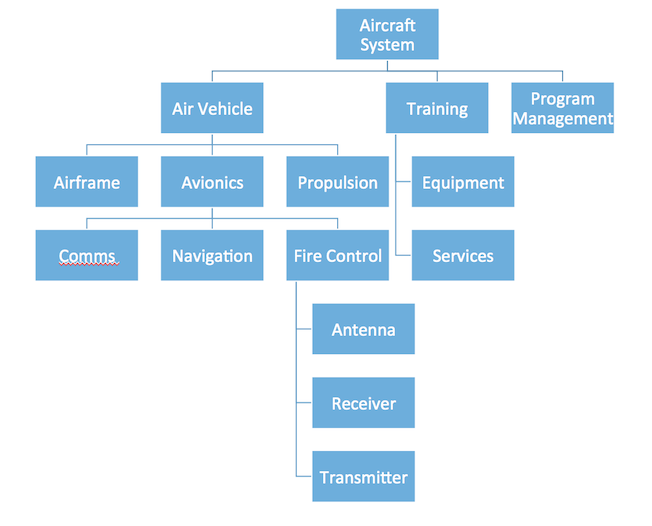 Aircraft
System
Air Vehicle
Training
Program
Management
Airframe
Avionics
Propulsion
Equipment
Comms
Navigation
Fire Control
Services
Antenna
Receiver
Transmitter